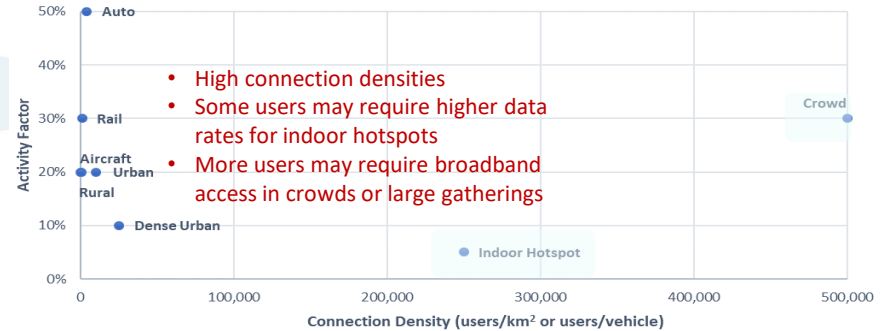 50%
Auto
40%
• High connection densities
• Some users may require higher data
rates for indoor hotspots
• More users may require broadband
access in crowds or large gatherings
Crowd
30%
Rail
Aircraft
20%
Urban
Rural
10%
Dense Urban
Indoor Hotspot
0%
0
100,000
200,000
300,000
400,000
500,000
Activity Factor
Connection Density (users/km² or users/vehicle)